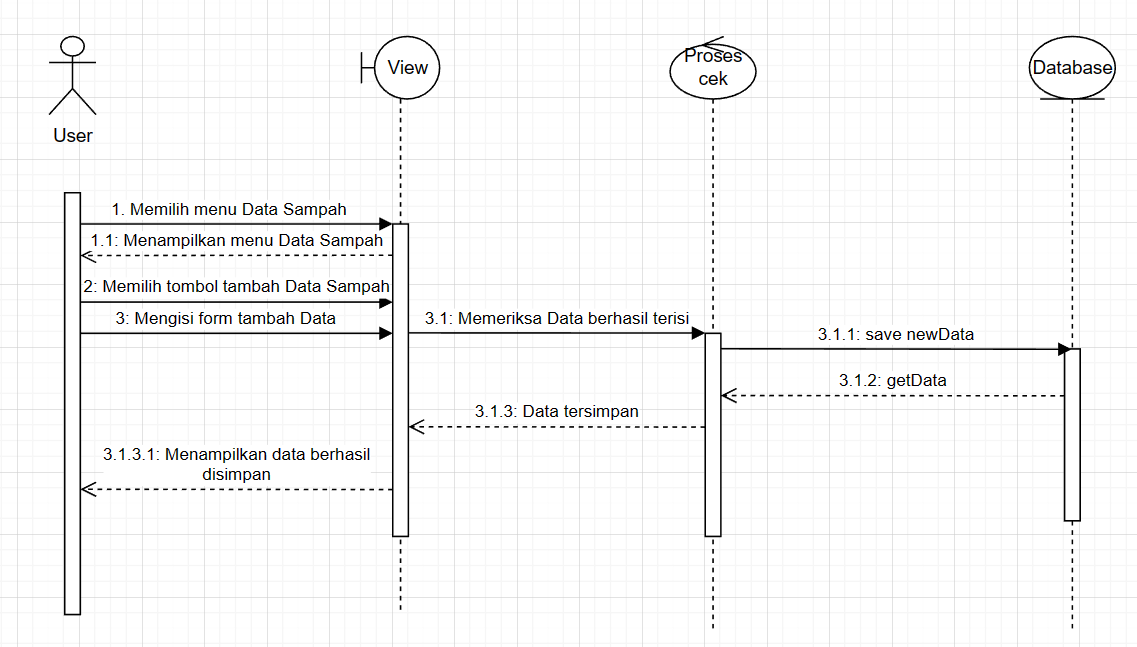 View
Proses
cek
Database
User
1. Memilih menu Data Sampah
1.1: Menampilkan menu Data Sampah
2: Memilih tombol tambah Data Sampah
3: Mengisi form tambah Data
3.1: Memeriksa Data berhasil terisi
3.1.1: save newData
3.1.2: getData
3.1.3: Data tersimpan
3.1.3.1: Menampilkan data berhasil
disimpan